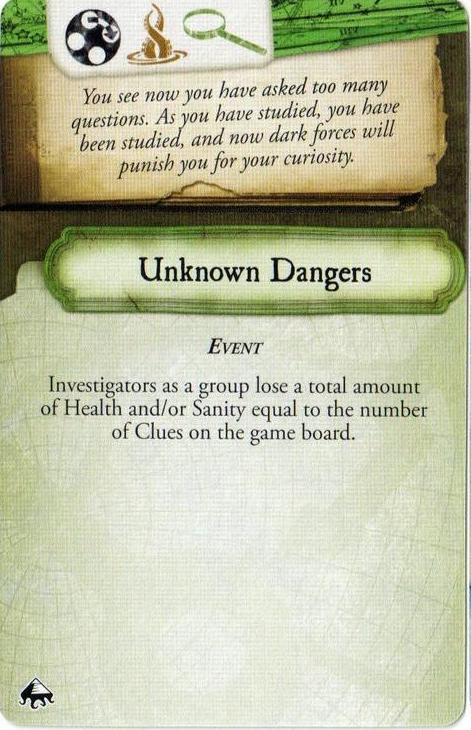 You see now you have asked too many
questions. As you have studied, you have
been studied, and now dark forces will
punish you for your curiosity.
Unknown Dangers
Event
Investigators as a group lose a total amount
of Health and/or Sanity equal to the number
of Clues on the game board.